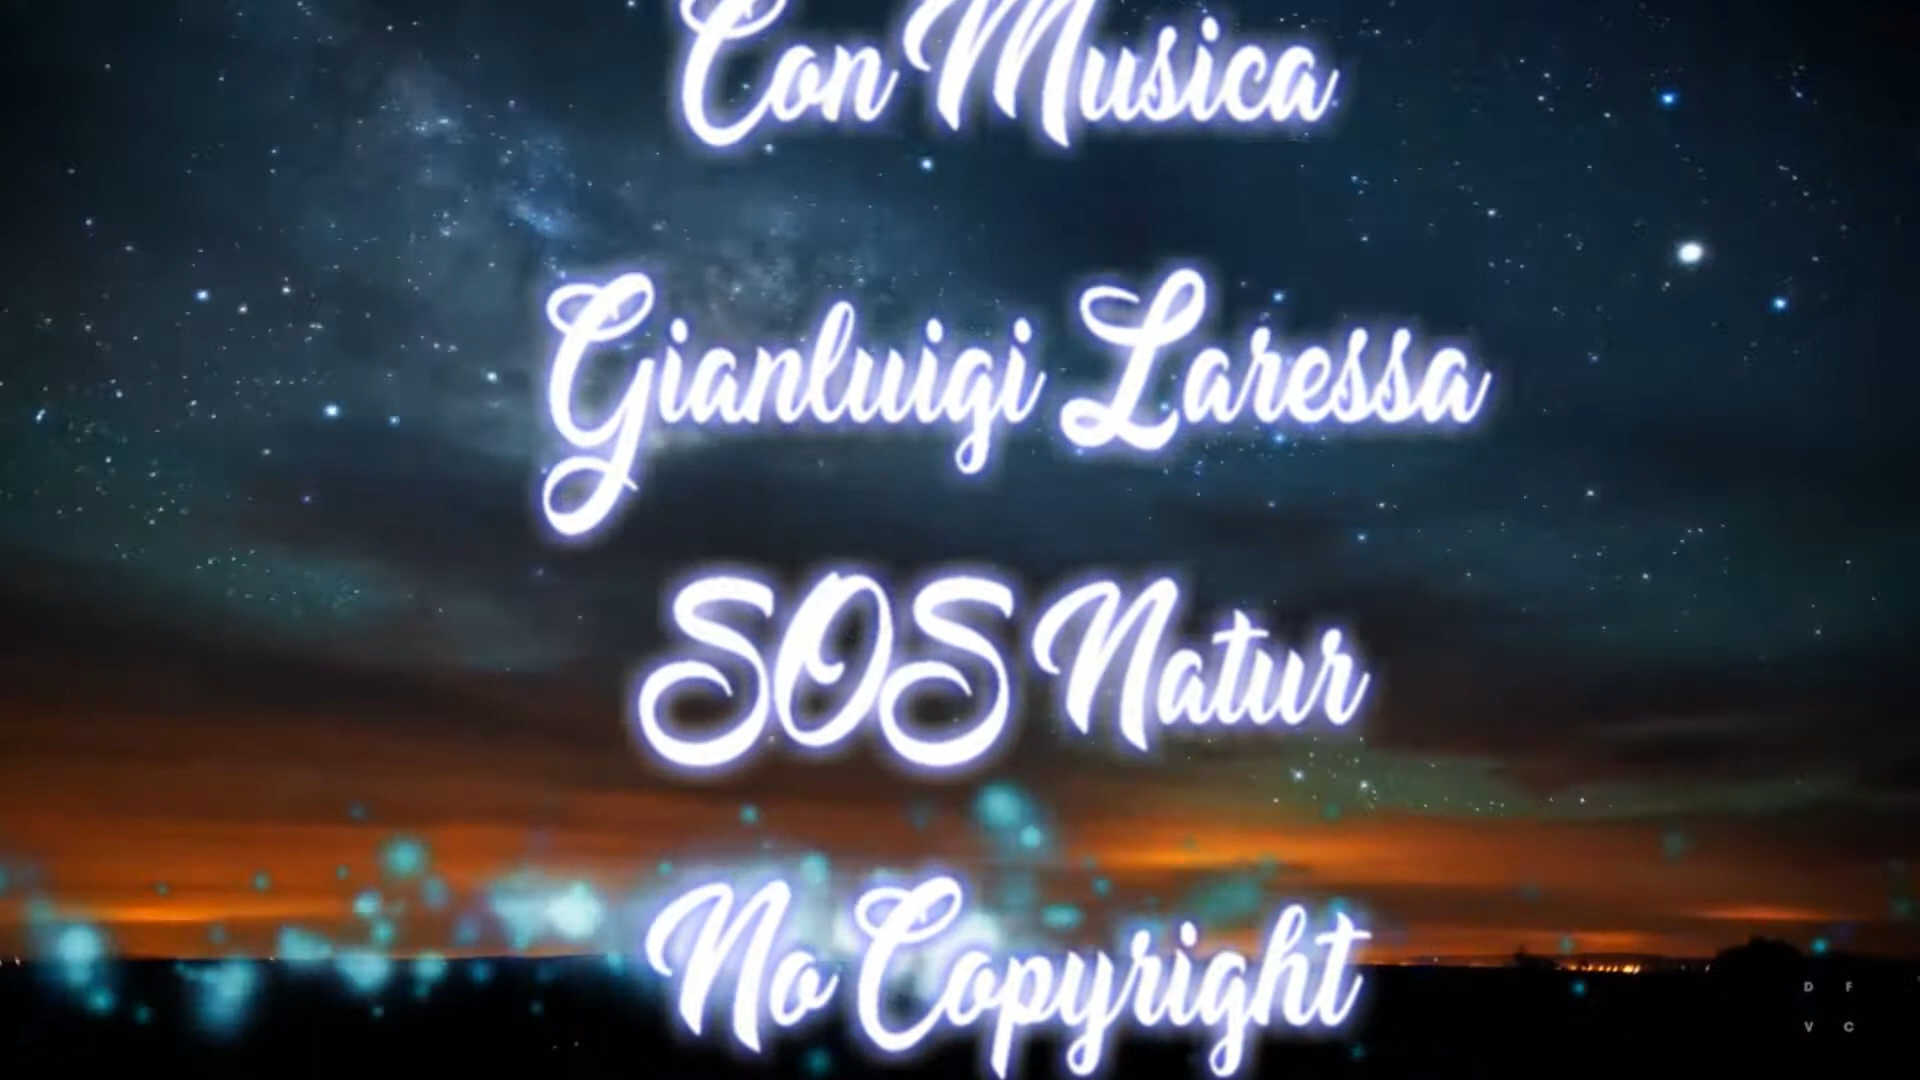 Con Musica
Gianluigi Laressa
SOS Natur
No Copyright
D F
V C